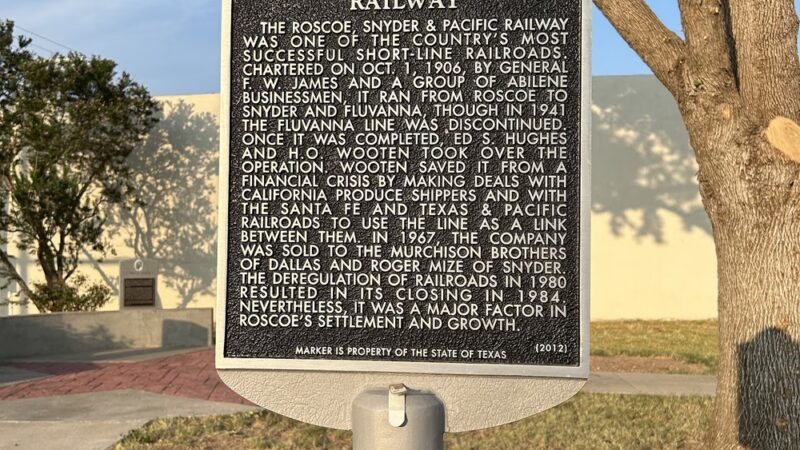 RAILWAY
THE ROSCOE, SNYDER & PACIFIC RAILWAY
WAS ONE OF THE COUNTRY'S MOST
SUCCESSFUL SHORT-LINE RAILROADS.
CHARTERED ON OCT. 1, 1906, BY GENERAL
F. W. JAMES AND A GROUP OF ABILENE
BUSINESSMEN, IT RAN FROM ROSCOE TO
SNYDER AND FLUVANNA, THOUGH IN 1941
THE FLUVANNA LINE WAS DISCONTINUED.
ONCE IT WAS COMPLETED, ED S. HUGHES
AND H.O. WOOTEN TOOK OVER THE
OPERATION. WOOTEN SAVED IT FROM A
FINANCIAL CRISIS BY MAKING DEALS WITH
CALIFORNIA PRODUCE SHIPPERS AND WITH
THE SANTA FE AND TEXAS & PACIFIC
RAILROADS TO USE THE LINE AS A LINK
BETWEEN THEM. IN 1967, THE COMPANY
WAS SOLD TO THE MURCHISON BROTHERS
OF DALLAS AND ROGER MIZE OF SNYDER.
THE DEREGULATION OF RAILROADS IN 1980
RESULTED IN ITS CLOSING IN 1984.
NEVERTHELESS, IT WAS A MAJOR FACTOR IN
ROSCOE'S SETTLEMENT AND GROWTH.
(2012)
MARKER IS PROPERTY OF THE STATE OF TEXAS